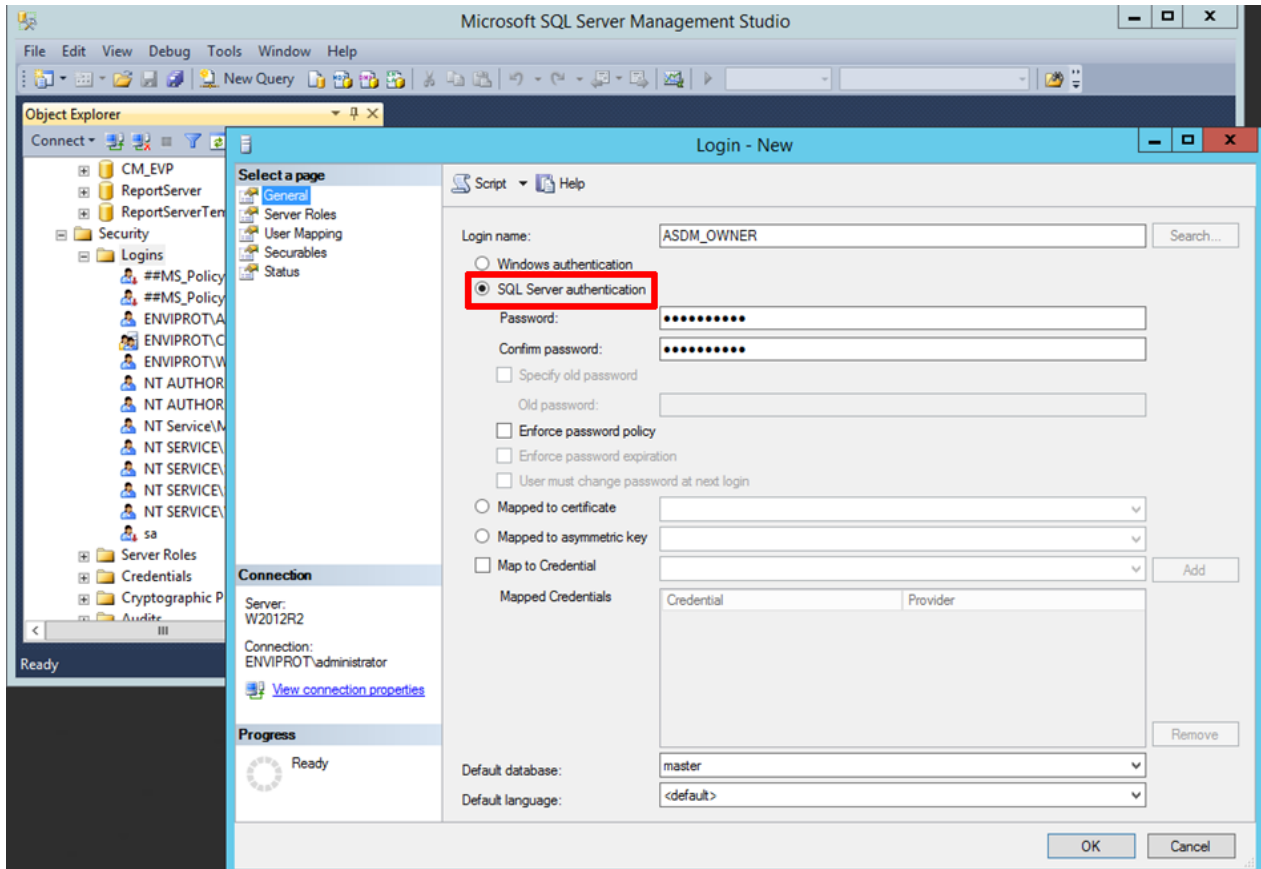 Microsoft SQL Server Management Studio
File Edit View Debug Tools Window Help
New Query
Object Explorer
Connect
Login - New
CM_EVP
ReportServer
ReportServerTem
Security
Logins
##MS_Policy
##MS_Policy
ENVIPROT\A
ENVIPROT\C
ENVIPROT\W
NT AUTHOR
NT AUTHOR
NT Service\M
NT SERVICE\
NT SERVICE\
NT SERVICE\
NT SERVICE\
sa
Server Roles
Credentials
Cryptographic P
Audits
Ready
Select a page
General
Server Roles
User Mapping
Securables
Status
Connection
Server:
W2012R2
Connection:
ENVIPROT\administrator
View connection properties
Progress
Ready
Script Help
Login name: ASDM_OWNER Search...
Windows authentication
SQL Server authentication
Password: ●●●●●●●●●●
Confirm password: ●●●●●●●●●●
Specify old password
Old password:
Enforce password policy
Enforce password expiration
User must change password at next login
Mapped to certificate
Mapped to asymmetric key
Map to Credential Add
Mapped Credentials Credential Provider
Remove
Default database: master
Default language: <default>
OK Cancel